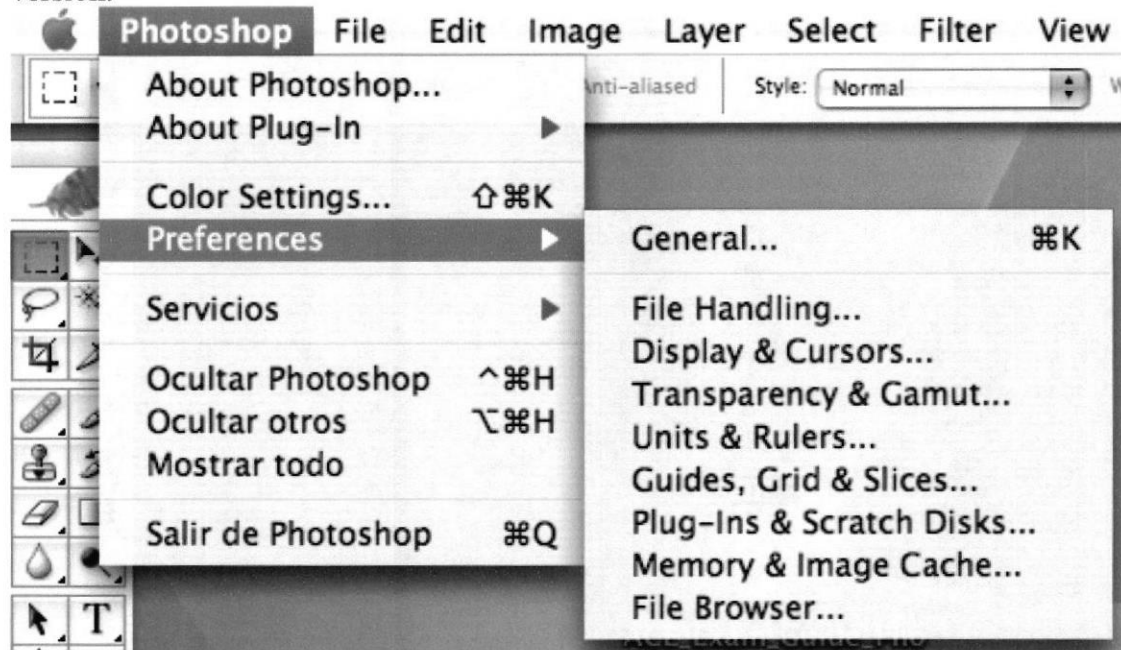 Photoshop File Edit Image Layer Select Filter View
Anti-aliased Style: Normal
About Photoshop...
About Plug-In
Color Settings... ⇧⌘K
Preferences
Servicios
Ocultar Photoshop ^⌘H
Ocultar otros ⌥⌘H
Mostrar todo
Salir de Photoshop ⌘Q
General... ⌘K
File Handling...
Display & Cursors...
Transparency & Gamut...
Units & Rulers...
Guides, Grid & Slices...
Plug-Ins & Scratch Disks...
Memory & Image Cache...
File Browser...
T